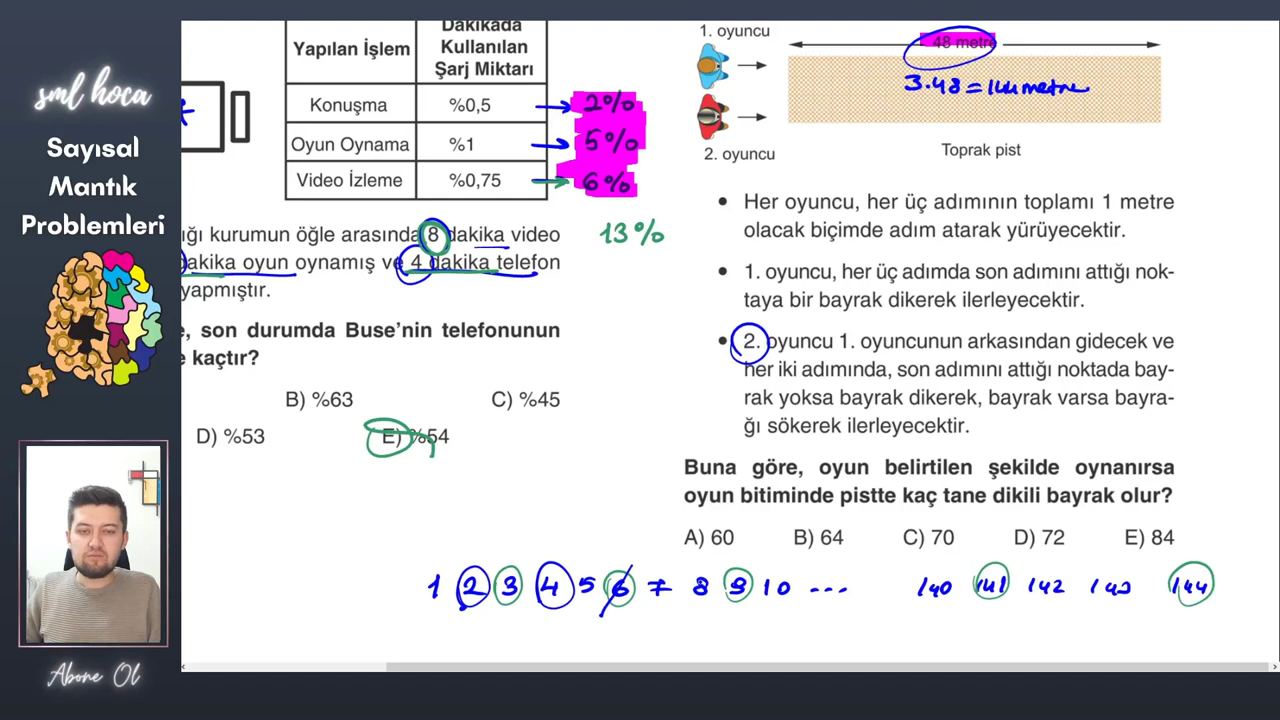 sml hoca
Sayısal
Mantık
Problemleri
Abone Ol
Yapılan İşlem
Dakikada
Kullanılan
Şarj Miktarı
Konuşma %0,5 2%
Oyun Oynama %1 5%
Video İzleme %0,75 6%
13%
ığı kurumun öğle arasında 8 dakika video
akika oyun oynamış ve 4 dakika telefon
yapmıştır.
e, son durumda Buse’nin telefonunun
e kaçtır?
B) %63 C) %45
D) %53 E) %54
1. oyuncu
48 metre
3.48 = 144 metre
2. oyuncu
Toprak pist
• Her oyuncu, her üç adımının toplamı 1 metre
olacak biçimde adım atarak yürüyecektir.
• 1. oyuncu, her üç adımda son adımını attığı nok-
taya bir bayrak dikerek ilerleyecektir.
• 2. oyuncu 1. oyuncunun arkasından gidecek ve
her iki adımında, son adımını attığı noktada bay-
rak yoksa bayrak dikerek, bayrak varsa bayra-
ğı sökerek ilerleyecektir.
Buna göre, oyun belirtilen şekilde oynanırsa
oyun bitiminde pistte kaç tane dikili bayrak olur?
A) 60 B) 64 C) 70 D) 72 E) 84
1 2 3 4 5 6 7 8 9 10 ... 140 141 142 143 144